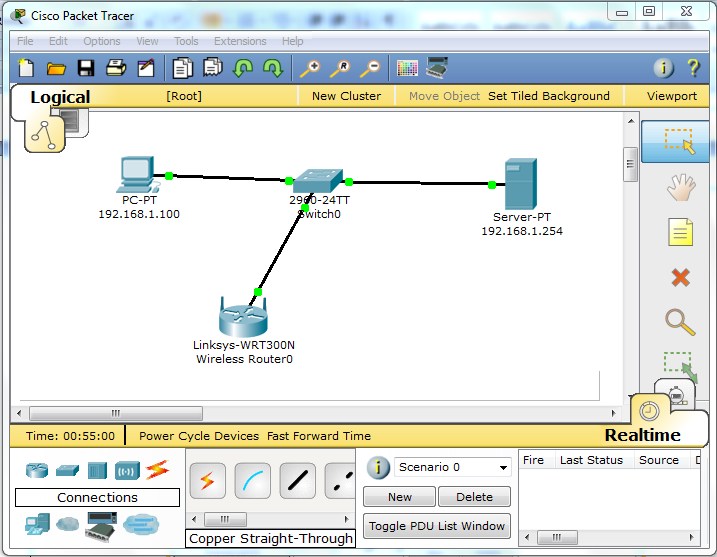 Cisco Packet Tracer
File Edit Options View Tools Extensions Help
Logical [Root] New Cluster Move Object Set Tiled Background Viewport
PC-PT
192.168.1.100
2960-24TT
Switch0
Server-PT
192.168.1.254
Linksys-WRT300N
Wireless Router0
Time: 00:55:00 Power Cycle Devices Fast Forward Time Realtime
Connections
Copper Straight-Through
Scenario 0
New Delete
Toggle PDU List Window
Fire Last Status Source D